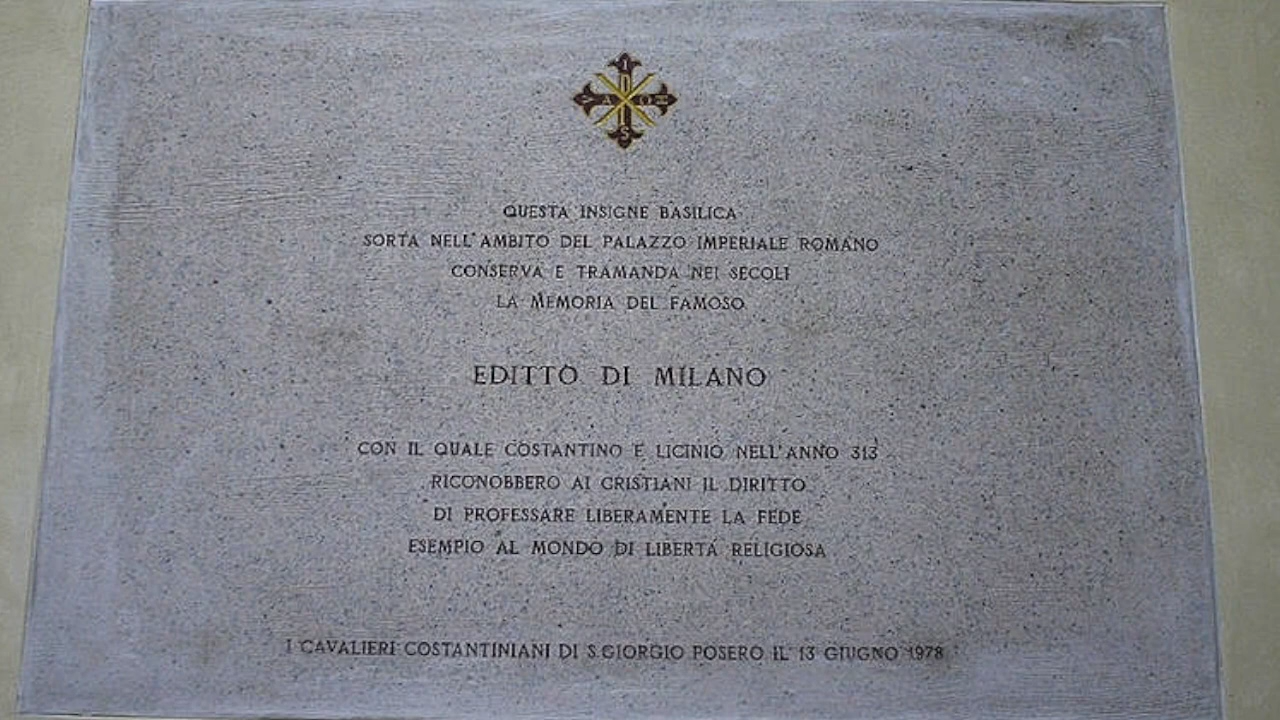 I
V A Ω H
S
QUESTA INSIGNE BASILICA
SORTA NELL'AMBITO DEL PALAZZO IMPERIALE ROMANO
CONSERVA E TRAMANDA NEI SECOLI
LA MEMORIA DEL FAMOSO
EDITTO DI MILANO
CON IL QUALE COSTANTINO E LICINIO NELL'ANNO 313
RICONOBBERO AI CRISTIANI IL DIRITTO
DI PROFESSARE LIBERAMENTE LA FEDE
ESEMPIO AL MONDO DI LIBERTÁ RELIGIOSA
I CAVALIERI COSTANTINIANI DI S.GIORGIO POSERO IL 13 GIUGNO 1978